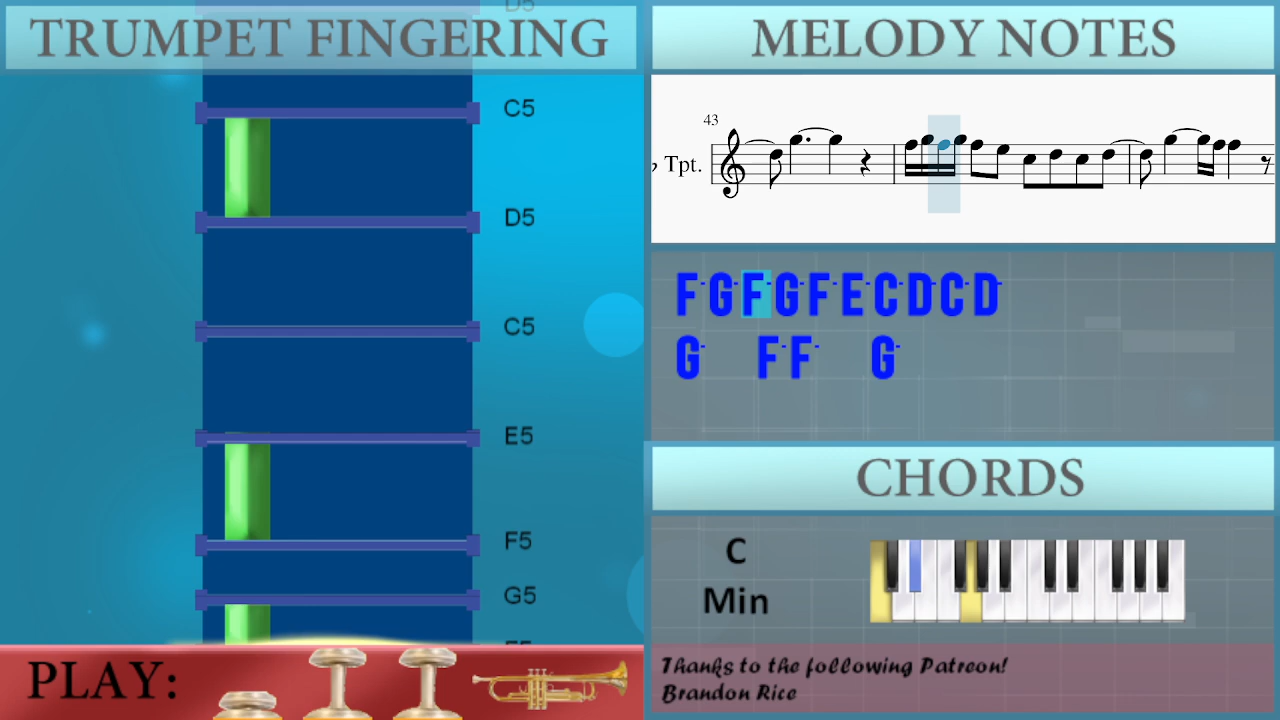 TRUMPET FINGERING
D5
C5
D5
C5
E5
F5
G5
PLAY:
MELODY NOTES
43
♭ Tpt.
F G F G F E C D C D
G F F G
CHORDS
C
Min
Thanks to the following Patreon!
Brandon Rice